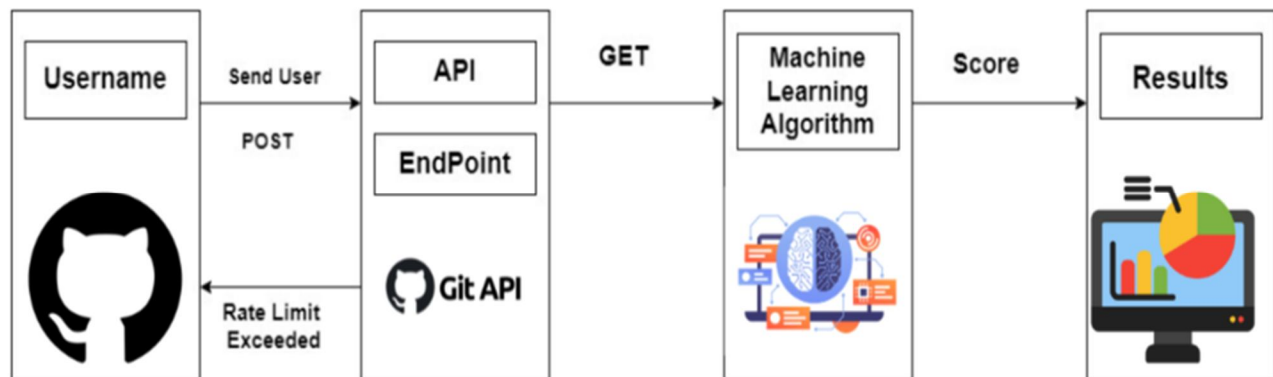 Username
Send User
POST
Rate Limit
Exceeded
API
EndPoint
Git API
GET
Machine
Learning
Algorithm
Score
Results